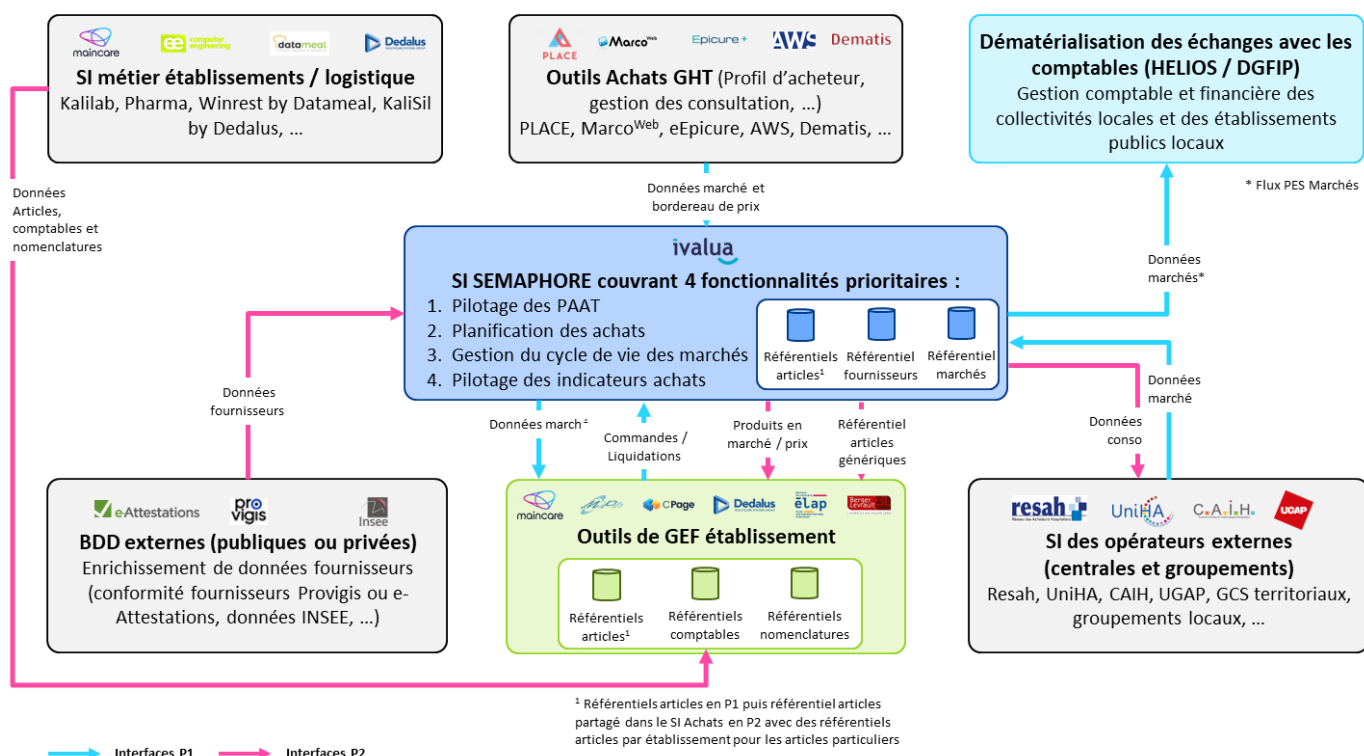 maincare
ee computer engineering
datameal
Dedalus
SI métier établissements / logistique
Kalilab, Pharma, Winrest by Datameal, KaliSil
by Dedalus, ...
PLACE
Marco Web
Epicure+
AWS
Dematis
Outils Achats GHT (Profil d'acheteur,
gestion des consultation, ...)
PLACE, MarcoWeb, eEpicure, AWS, Dematis, ...
Dématérialisation des échanges avec les
comptables (HELIOS / DGFIP)
Gestion comptable et financière des
collectivités locales et des établissements
publics locaux
* Flux PES Marchés
Données
Articles,
comptables et
nomenclatures
Données marché et
bordereau de prix
ivalua
SI SEMAPHORE couvrant 4 fonctionnalités prioritaires :
1. Pilotage des PAAT
2. Planification des achats
3. Gestion du cycle de vie des marchés
4. Pilotage des indicateurs achats
Référentiels
articles¹
Référentiel
fournisseurs
Référentiel
marchés
Données
marchés*
Données
fournisseurs
Données march
Commandes /
Liquidations
Produits en
marché / prix
Référentiel
articles
génériques
Données
marché
Données
conso
e-Attestations
provigis
Insee
BDD externes (publiques ou privées)
Enrichissement de données fournisseurs
(conformité fournisseurs Provigis ou e-
Attestations, données INSEE, ...)
maincare
CPage
Dedalus
elap
Berger
Levrault
Outils de GEF établissement
Référentiels
articles¹
Référentiels
comptables
Référentiels
nomenclatures
resah
Réseau des Acheteurs Hospitaliers
UniHA
C.A.I.H.
UGAP
SI des opérateurs externes
(centrales et groupements)
Resah, UniHA, CAIH, UGAP, GCS territoriaux,
groupements locaux, ...
¹ Référentiels articles en P1 puis référentiel articles
partagé dans le SI Achats en P2 avec des référentiels
articles par établissement pour les articles particuliers
Interfaces P1
Interfaces P2